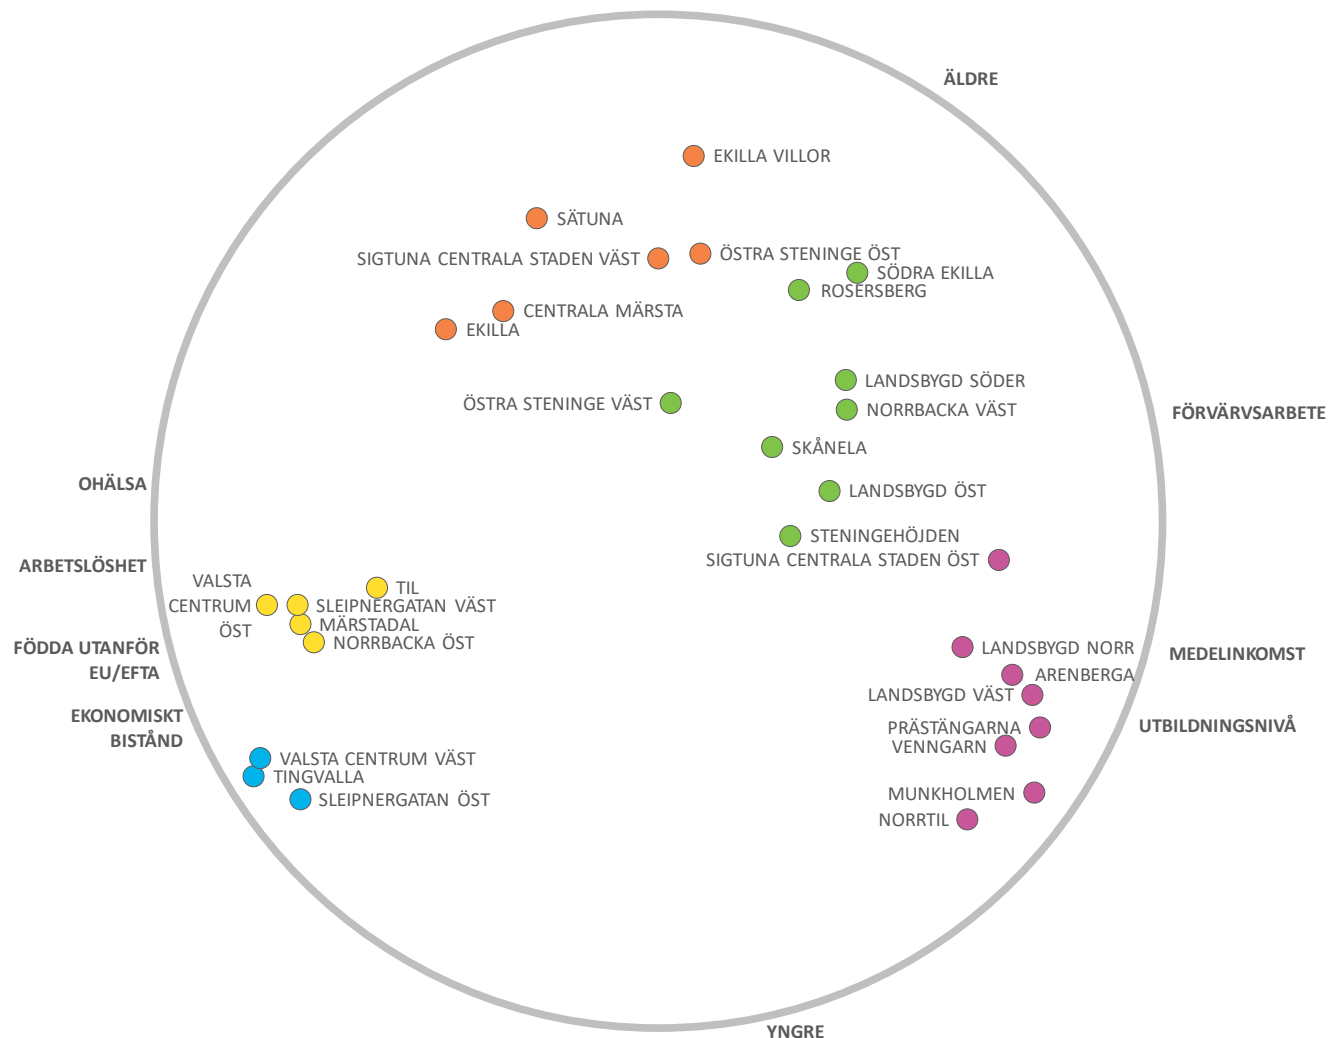 ÄLDRE
EKILLA VILLOR
SÄTUNA
ÖSTRA STENINGE ÖST
SIGTUNA CENTRALA STADEN VÄST
SÖDRA EKILLA
ROSERSBERG
CENTRALA MÄRSTA
EKILLA
LANDSBYGD SÖDER
ÖSTRA STENINGE VÄST
NORRBACKA VÄST
FÖRVÄRVSARBETE
SKÅNELA
OHÄLSA
LANDSBYGD ÖST
STENINGEHÖJDEN
SIGTUNA CENTRALA STADEN ÖST
ARBETSLÖSHET
VALSTA
CENTRUM
ÖST
TIL
SLEIPNERGATAN VÄST
MÄRSTADAL
NORRBACKA ÖST
FÖDDA UTANFÖR
EU/EFTA
LANDSBYGD NORR
MEDELINKOMST
ARENBERGA
LANDSBYGD VÄST
EKONOMISKT
BISTÅND
PRÄSTÄNGARNA
UTBILDNINGSNIVÅ
VENNGARN
VALSTA CENTRUM VÄST
TINGVALLA
SLEIPNERGATAN ÖST
MUNKHOLMEN
NORRTIL
YNGRE